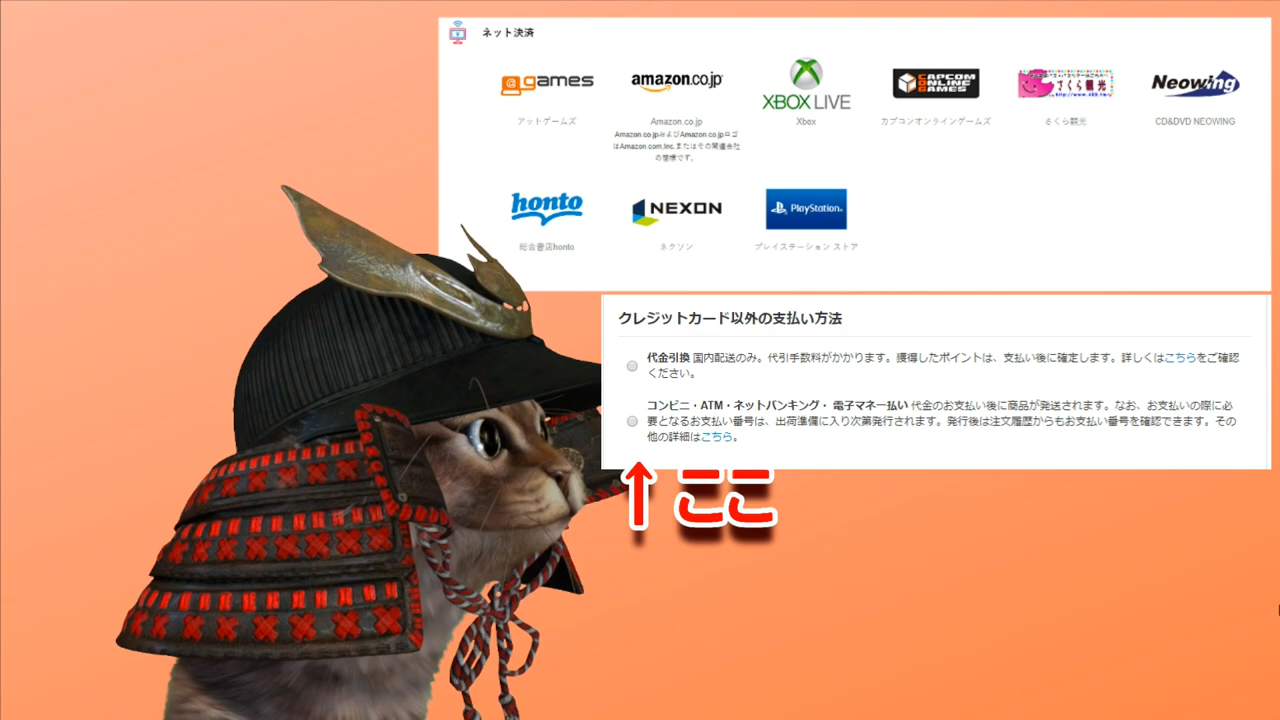 ネット決済
@games
amazon.co.jp
XBOX LIVE
CAPCOM ONLINE GAMES
さくら観光
Neowing
アットゲームズ
Amazon.co.jp
Xbox
カプコンオンラインゲームズ
さくら観光
CD&DVD NEOWING
Amazon.co.jpおよびAmazon.co.jpロゴ
はAmazon.com,Inc.またはその関連会社
の商標です。
honto
NEXON
PlayStation
総合書店honto
ネクソン
プレイステーション ストア
クレジットカード以外の支払い方法
代金引換 国内配送のみ。代引手数料がかかります。獲得したポイントは、支払い後に確定します。詳しくはこちらをご確認
ください。
コンビニ・ATM・ネットバンキング・ 電子マネー払い 代金のお支払い後に商品が発送されます。なお、お支払いの際に必
要となるお支払い番号は、出荷準備に入り次第発行されます。発行後は注文履歴からもお支払い番号を確認できます。その
他の詳細はこちら。
↑ ここ